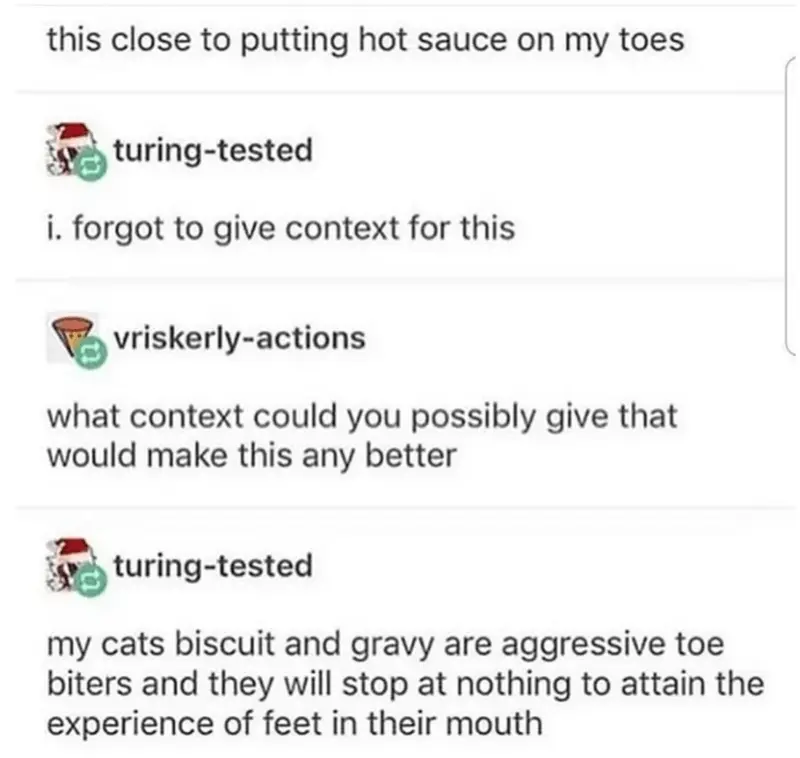 this close to putting hot sauce on my toes
turing-tested
i. forgot to give context for this
vriskerly-actions
what context could you possibly give that
would make this any better
turing-tested
my cats biscuit and gravy are aggressive toe
biters and they will stop at nothing to attain the
experience of feet in their mouth